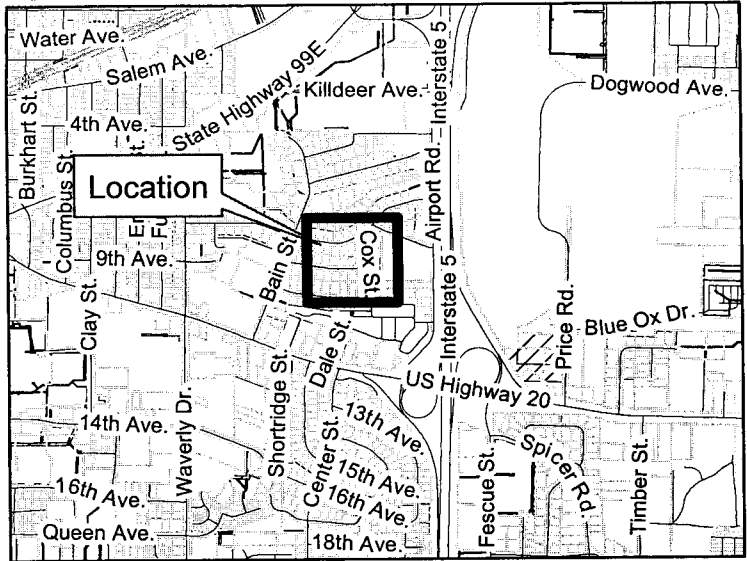 Water Ave.
Salem Ave.
State Highway 99E
Killdeer Ave.
Interstate 5
Dogwood Ave.
Burkhart St.
Columbus St.
4th Ave.
Airport Rd.
Location
9th Ave.
Bain St.
Cox St.
Clay St.
Dale St.
Interstate 5
Price Rd.
Blue Ox Dr.
US Highway 20
14th Ave.
Waverly Dr.
Shortridge St.
Center St.
13th Ave.
15th Ave.
16th Ave.
16th Ave.
Queen Ave.
18th Ave.
Fescue St.
Spicer Rd.
Timber St.